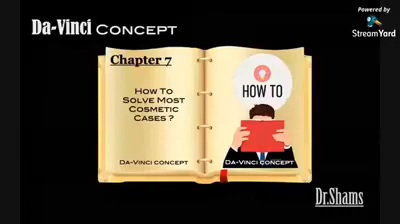 Powered by
StreamYard
Da-Vinci Concept
Chapter 7
How To
Solve Most
Cosmetic
Cases ?
HOW TO
Da-Vinci concept
Da-Vinci concept
Dr.Shams